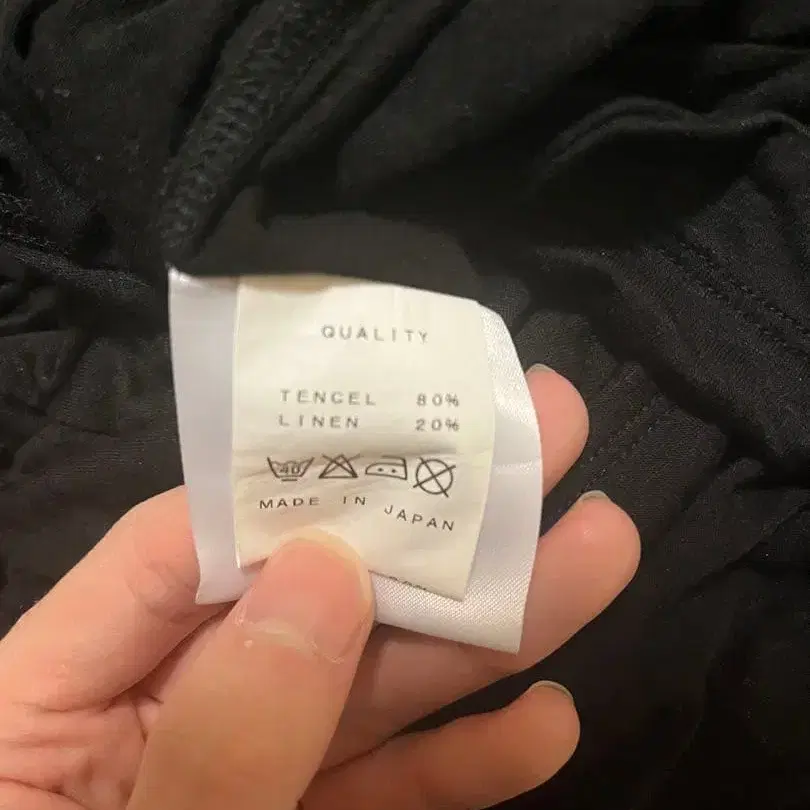 QUALITY
TENCEL 80%
LINEN 20%
40
MADE IN JAPAN